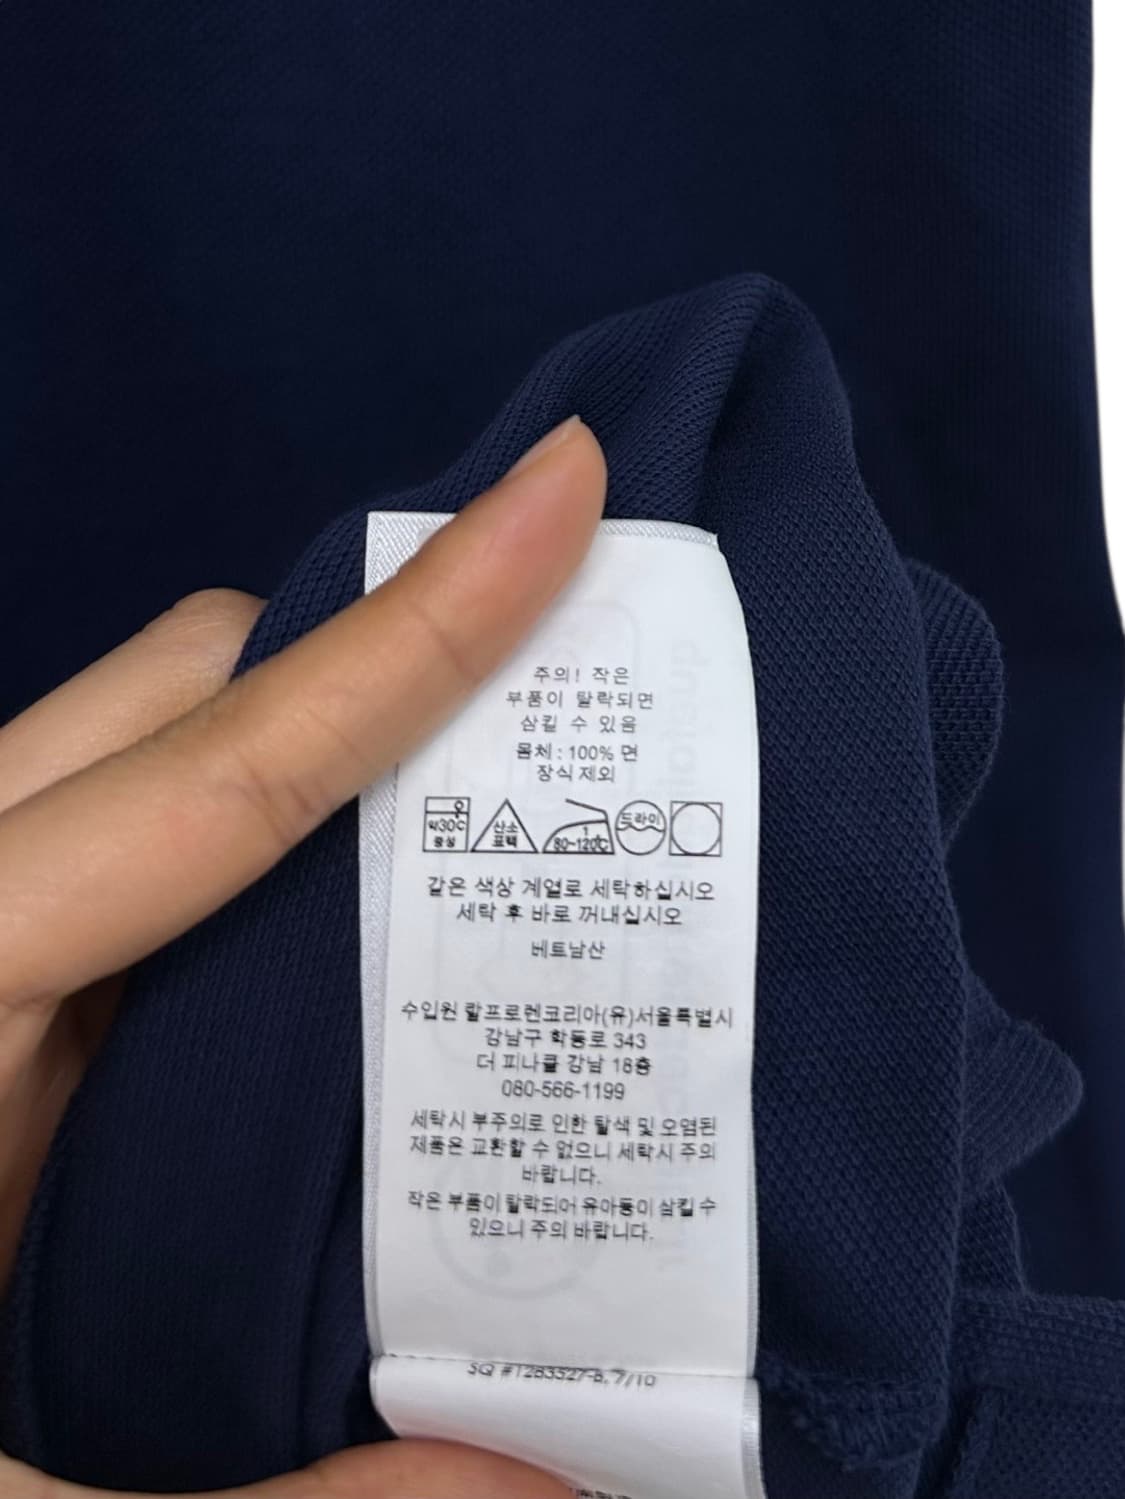 주의! 작은
부품이 탈락되면
삼킬 수 있음
몸체 : 100% 면
장식 제외
약30℃
중성
산소
표백
1
80~120℃
드라이
같은 색상 계열로 세탁하십시오
세탁 후 바로 꺼내십시오
베트남산
수입원 랄프로렌코리아(유)서울특별시
강남구 학동로 343
더 피나클 강남 18층
080-566-1199
세탁시 부주의로 인한 탈색 및 오염된
제품은 교환할 수 없으니 세탁시 주의
바랍니다.
작은 부품이 탈락되어 유아등이 삼킬 수
있으니 주의 바랍니다.
SQ #1283527-8, 7/10